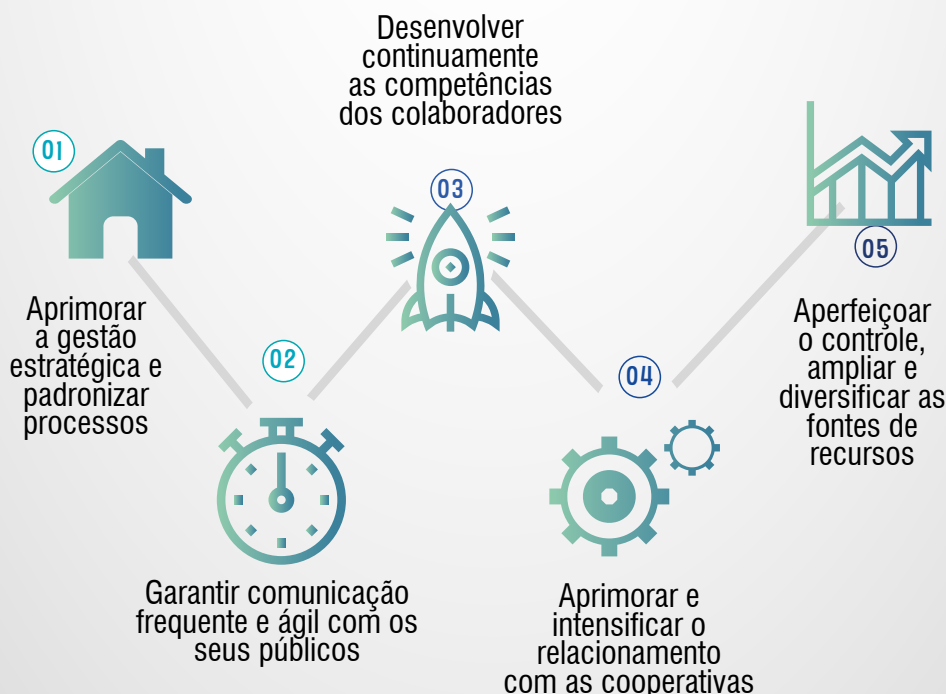 01
Aprimorar
a gestão
estratégica e
padronizar
processos
02
Garantir comunicação
frequente e ágil com os
seus públicos
Desenvolver
continuamente
as competências
dos colaboradores
03
04
Aprimorar e
intensificar o
relacionamento
com as cooperativas
05
Aperfeiçoar
o controle,
ampliar e
diversificar as
fontes de
recursos